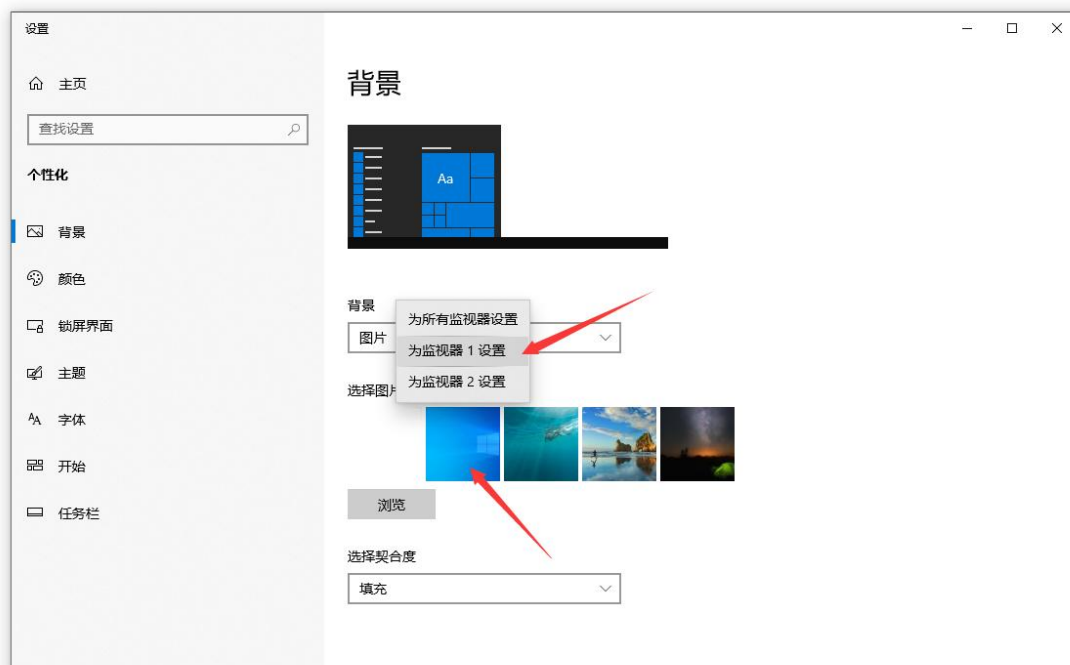 设置
主页
查找设置
个性化
背景
颜色
锁屏界面
主题
字体
开始
任务栏
背景
Aa
背景
图片
为所有监视器设置
为监视器 1 设置
为监视器 2 设置
选择图片
浏览
选择契合度
填充